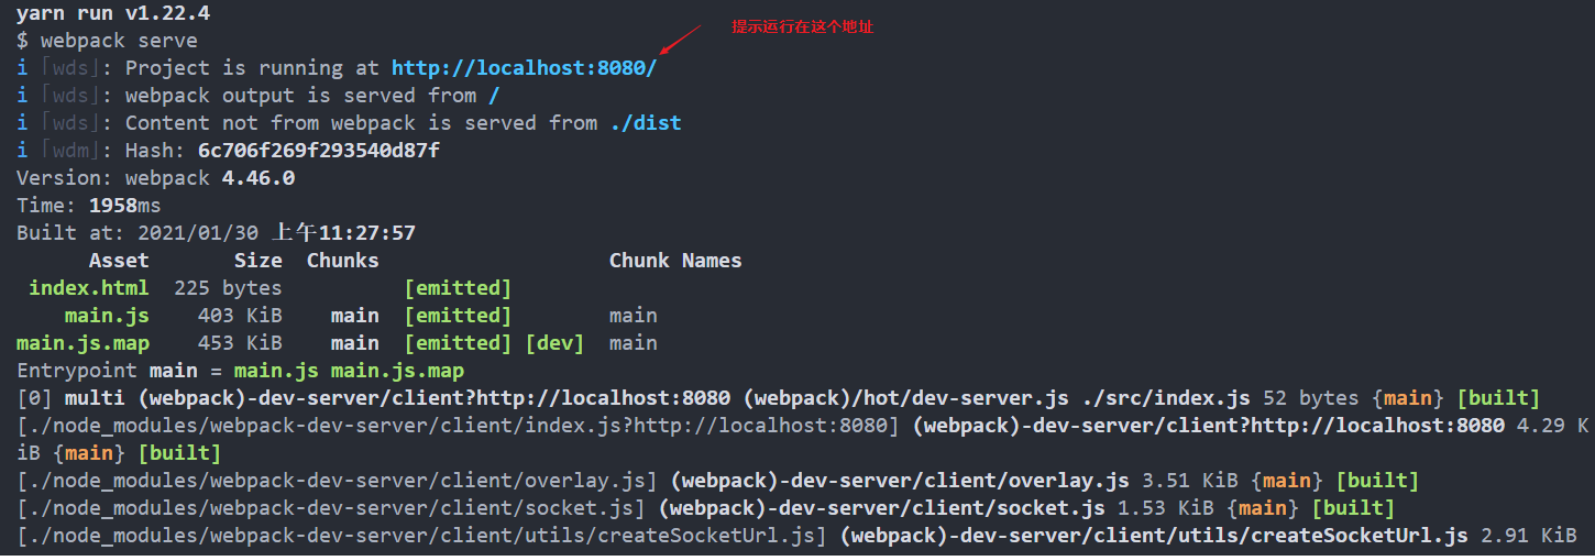 yarn run v1.22.4
提示运行在这个地址
$ webpack serve
i ｢wds｣: Project is running at http://localhost:8080/
i ｢wds｣: webpack output is served from /
i ｢wds｣: Content not from webpack is served from ./dist
i ｢wdm｣: Hash: 6c706f269f293540d87f
Version: webpack 4.46.0
Time: 1958ms
Built at: 2021/01/30 上午11:27:57
Asset Size Chunks Chunk Names
index.html 225 bytes [emitted]
main.js 403 KiB main [emitted] main
main.js.map 453 KiB main [emitted] [dev] main
Entrypoint main = main.js main.js.map
[0] multi (webpack)-dev-server/client?http://localhost:8080 (webpack)/hot/dev-server.js ./src/index.js 52 bytes {main} [built]
[./node_modules/webpack-dev-server/client/index.js?http://localhost:8080] (webpack)-dev-server/client?http://localhost:8080 4.29 K
iB {main} [built]
[./node_modules/webpack-dev-server/client/overlay.js] (webpack)-dev-server/client/overlay.js 3.51 KiB {main} [built]
[./node_modules/webpack-dev-server/client/socket.js] (webpack)-dev-server/client/socket.js 1.53 KiB {main} [built]
[./node_modules/webpack-dev-server/client/utils/createSocketUrl.js] (webpack)-dev-server/client/utils/createSocketUrl.js 2.91 KiB